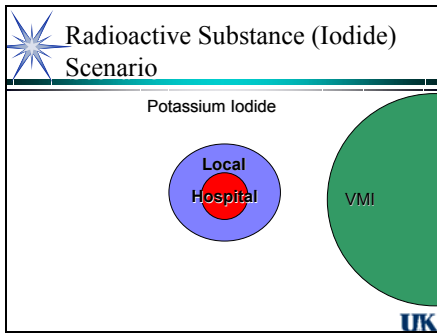 Radioactive Substance (Iodide)
Scenario
Potassium Iodide
Local
Hospital
VMI
UK